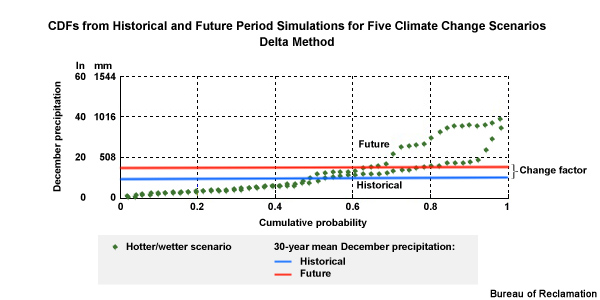 CDFs from Historical and Future Period Simulations for Five Climate Change Scenarios
Delta Method
In mm
60 1544
40 1016
20 508
0 0
December precipitation
Future
Historical
Change factor
0 0.2 0.4 0.6 0.8 1
Cumulative probability
Hotter/wetter scenario
30-year mean December precipitation:
Historical
Future
Bureau of Reclamation